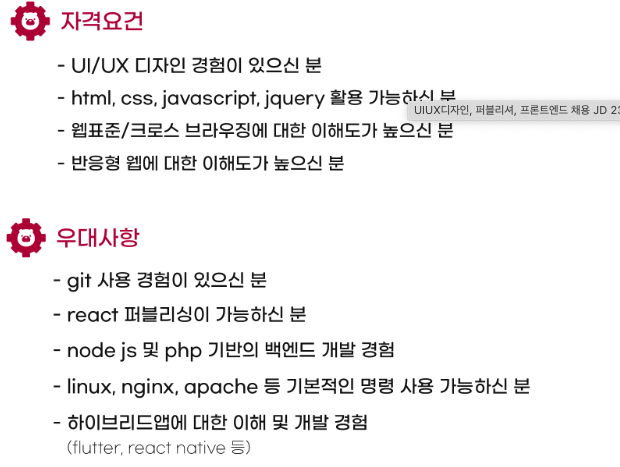 자격요건
- UI/UX 디자인 경험이 있으신 분
- html, css, javascript, jquery 활용 가능하신 분
UIUX디자인, 퍼블리셔, 프론트엔드 채용 JD 23
- 웹표준/크로스 브라우징에 대한 이해도가 높으신 분
- 반응형 웹에 대한 이해도가 높으신 분
우대사항
- git 사용 경험이 있으신 분
- react 퍼블리싱이 가능하신 분
- node js 및 php 기반의 백엔드 개발 경험
- linux, nginx, apache 등 기본적인 명령 사용 가능하신 분
- 하이브리드앱에 대한 이해 및 개발 경험
(flutter, react native 등)